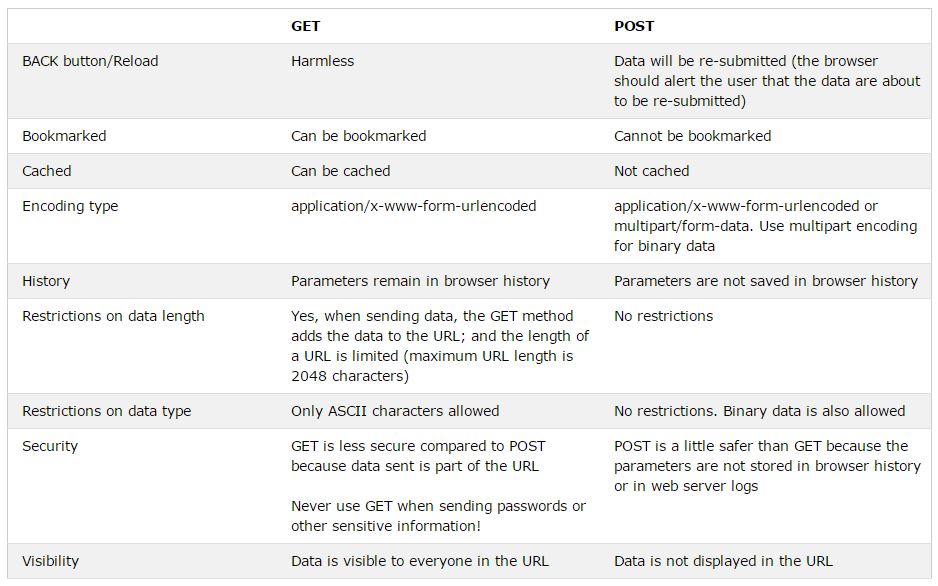 GET POST
BACK button/Reload Harmless Data will be re-submitted (the browser
should alert the user that the data are about
to be re-submitted)
Bookmarked Can be bookmarked Cannot be bookmarked
Cached Can be cached Not cached
Encoding type application/x-www-form-urlencoded application/x-www-form-urlencoded or
multipart/form-data. Use multipart encoding
for binary data
History Parameters remain in browser history Parameters are not saved in browser history
Restrictions on data length Yes, when sending data, the GET method No restrictions
adds the data to the URL; and the length of
a URL is limited (maximum URL length is
2048 characters)
Restrictions on data type Only ASCII characters allowed No restrictions. Binary data is also allowed
Security GET is less secure compared to POST POST is a little safer than GET because the
because data sent is part of the URL parameters are not stored in browser history
or in web server logs
Never use GET when sending passwords or
other sensitive information!
Visibility Data is visible to everyone in the URL Data is not displayed in the URL